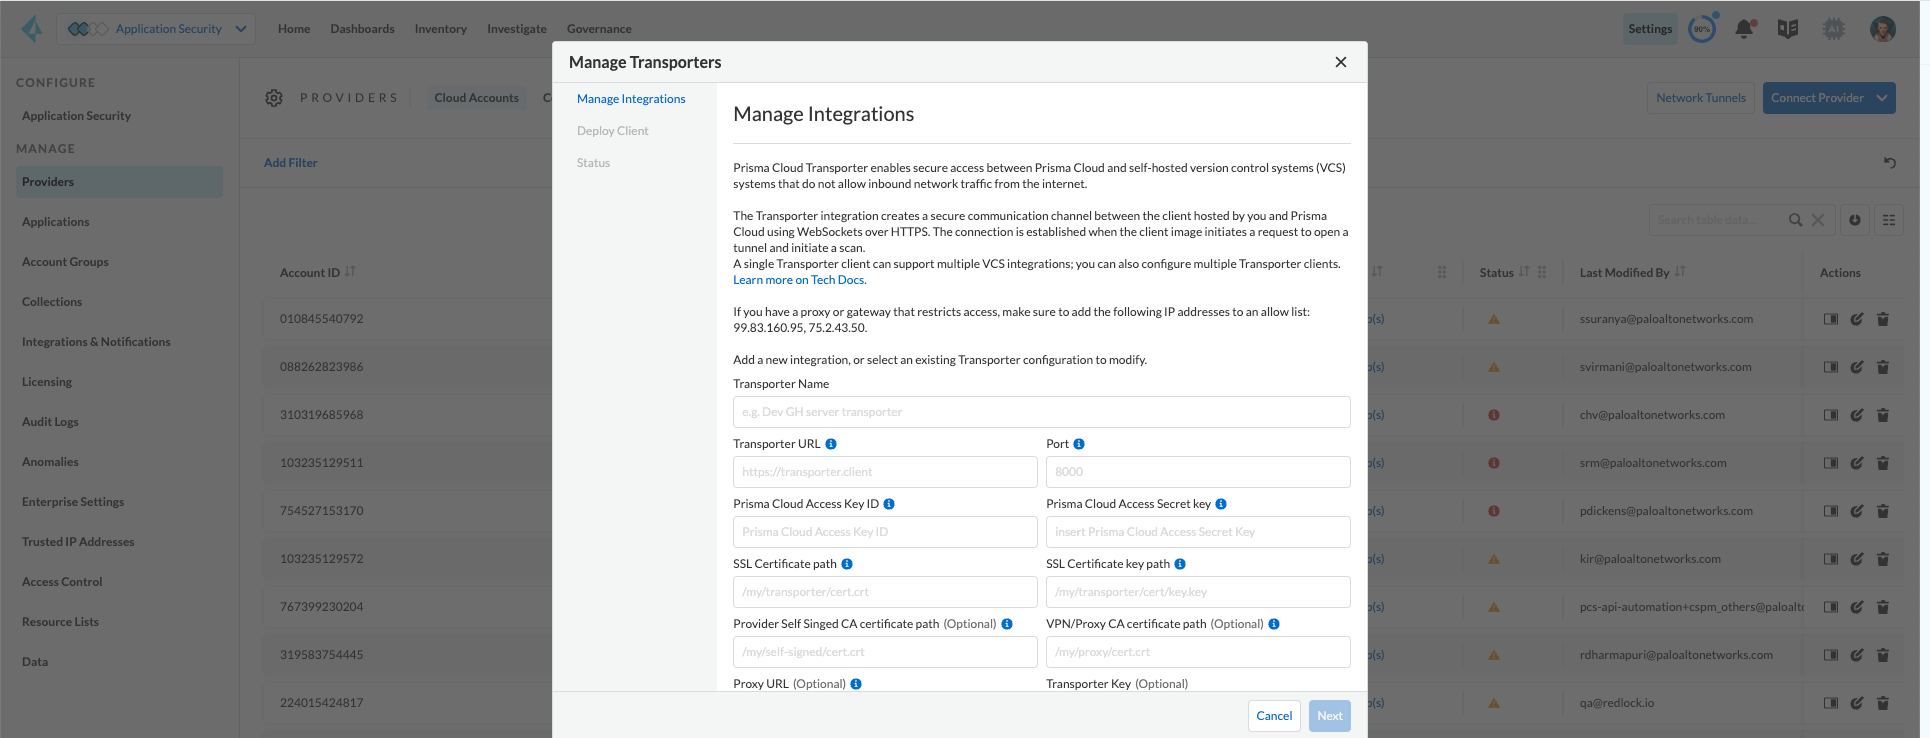 Application Security
Home
Dashboards
Inventory
Investigate
Governance
Settings
90%
AI
Manage Transporters
CONFIGURE
Application Security
MANAGE
Providers
Applications
Account Groups
Collections
Integrations & Notifications
Licensing
Audit Logs
Anomalies
Enterprise Settings
Trusted IP Addresses
Access Control
Resource Lists
Data
PROVIDERS
Cloud Accounts
Network Tunnels
Connect Provider
Add Filter
Search table data...
Account ID
Status
Last Modified By
Actions
010845540792
p(s)
ssuranya@paloaltonetworks.com
088262823986
p(s)
svirmani@paloaltonetworks.com
310319685968
p(s)
chv@paloaltonetworks.com
103235129511
p(s)
srm@paloaltonetworks.com
754527153170
p(s)
pdickens@paloaltonetworks.com
103235129572
p(s)
kir@paloaltonetworks.com
767399230204
p(s)
pcs-api-automation+cspm_others@paloalto
319583754445
p(s)
rdharmapuri@paloaltonetworks.com
224015424817
p(s)
qa@redlock.io
Manage Integrations
Deploy Client
Status
Manage Integrations
Prisma Cloud Transporter enables secure access between Prisma Cloud and self-hosted version control systems (VCS)
systems that do not allow inbound network traffic from the internet.
The Transporter integration creates a secure communication channel between the client hosted by you and Prisma
Cloud using WebSockets over HTTPS. The connection is established when the client image initiates a request to open a
tunnel and initiate a scan.
A single Transporter client can support multiple VCS integrations; you can also configure multiple Transporter clients.
Learn more on Tech Docs.
If you have a proxy or gateway that restricts access, make sure to add the following IP addresses to an allow list:
99.83.160.95, 75.2.43.50.
Add a new integration, or select an existing Transporter configuration to modify.
Transporter Name
e.g. Dev GH server transporter
Transporter URL
Port
https://transporter.client
8000
Prisma Cloud Access Key ID
Prisma Cloud Access Secret key
Prisma Cloud Access Key ID
insert Prisma Cloud Access Secret Key
SSL Certificate path
SSL Certificate key path
/my/transporter/cert.crt
/my/transporter/cert/key.key
Provider Self Singed CA certificate path (Optional)
VPN/Proxy CA certificate path (Optional)
/my/self-signed/cert.crt
/my/proxy/cert.crt
Proxy URL (Optional)
Transporter Key (Optional)
Cancel
Next